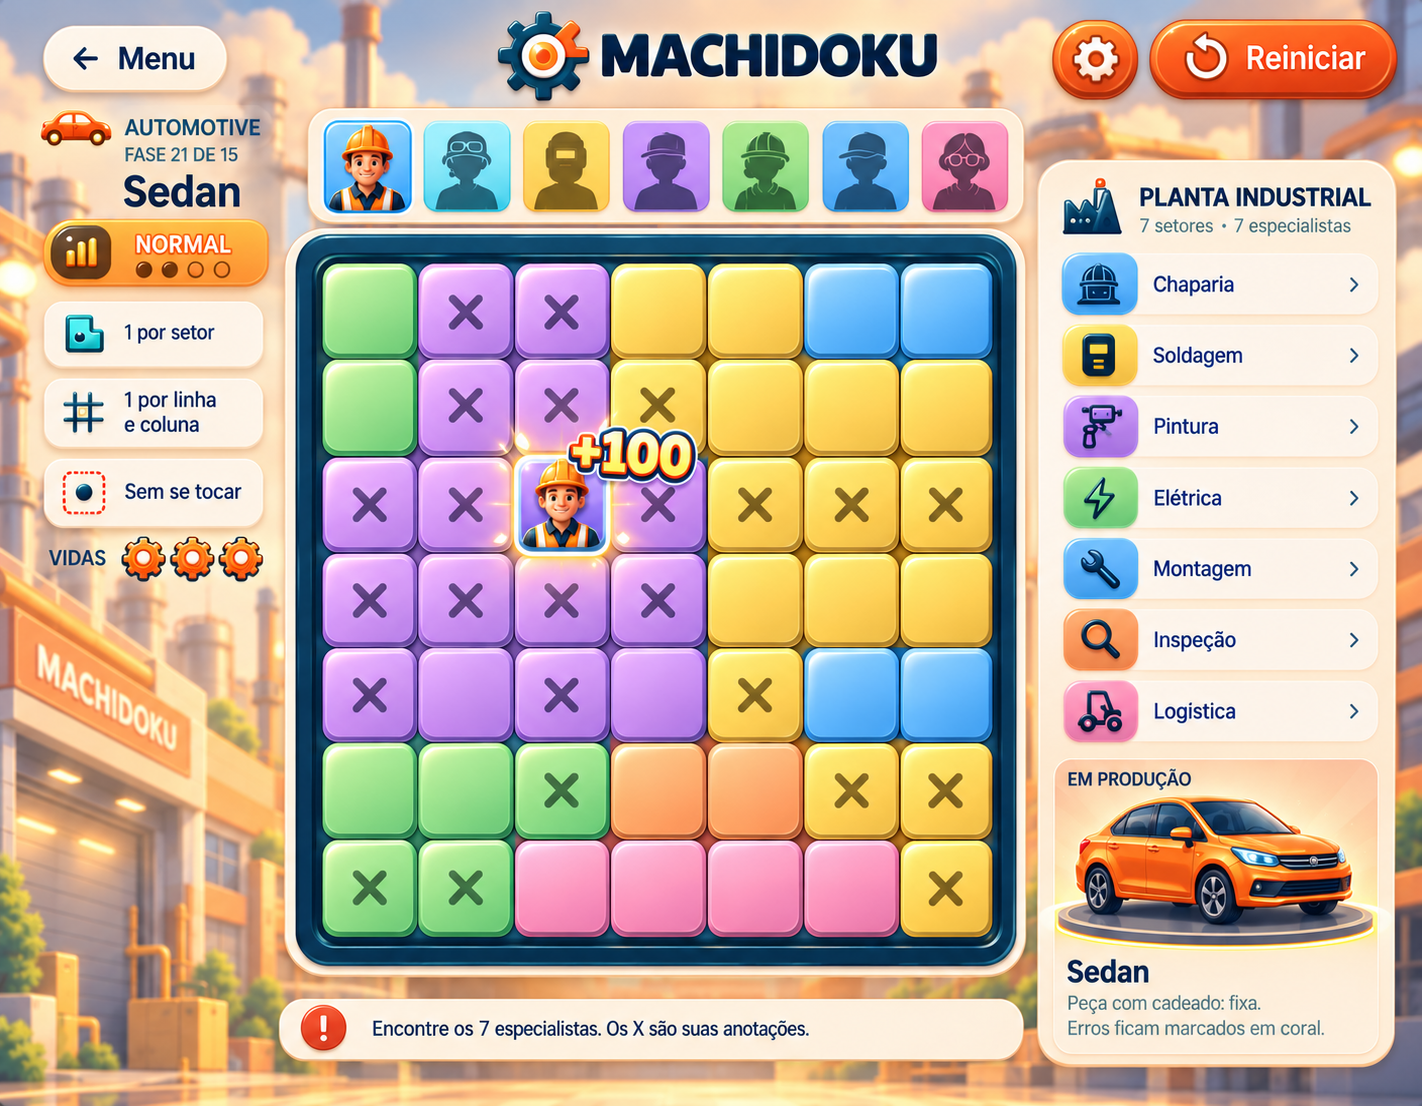 Menu
MACHIDOKU
Reiniciar
AUTOMOTIVE
FASE 21 DE 15
Sedan
NORMAL
1 por setor
1 por linha
e coluna
Sem se tocar
VIDAS
MACHIDOKU
+100
PLANTA INDUSTRIAL
7 setores • 7 especialistas
Chaparia
Soldagem
Pintura
Elétrica
Montagem
Inspeção
Logistica
EM PRODUÇÃO
Sedan
Peça com cadeado: fixa.
Erros ficam marcados em coral.
Encontre os 7 especialistas. Os X são suas anotações.